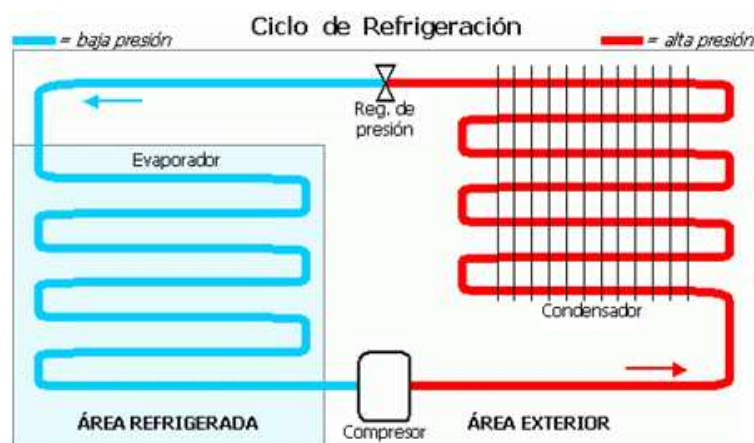 Ciclo de Refrigeración
= baja presión
= alta presión
Reg. de
presión
Evaporador
Condensador
ÁREA REFRIGERADA
Compresor
ÁREA EXTERIOR